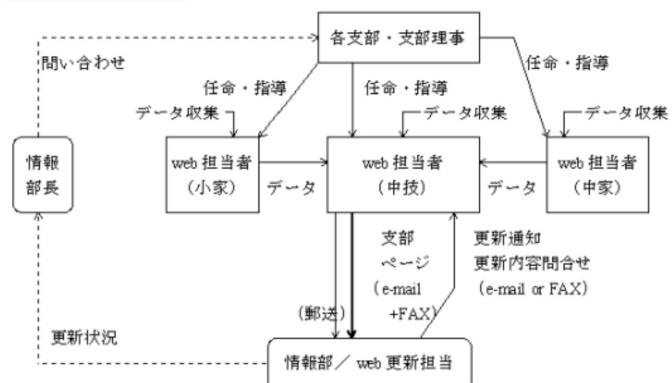 各支部・支部理事
問い合わせ
任命・指導
任命・指導
任命・指導
データ収集
データ収集
データ収集
情報
部長
web 担当者
（小家）
データ
web 担当者
（中技）
データ
web 担当者
（中家）
支部
ページ
（e-mail
+FAX）
更新通知
更新内容問合せ
（e-mail or FAX）
（郵送）
更新状況
情報部／ web 更新担当